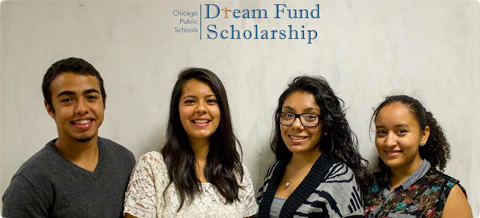 Chicago
Public
Schools
Dream Fund
Scholarship